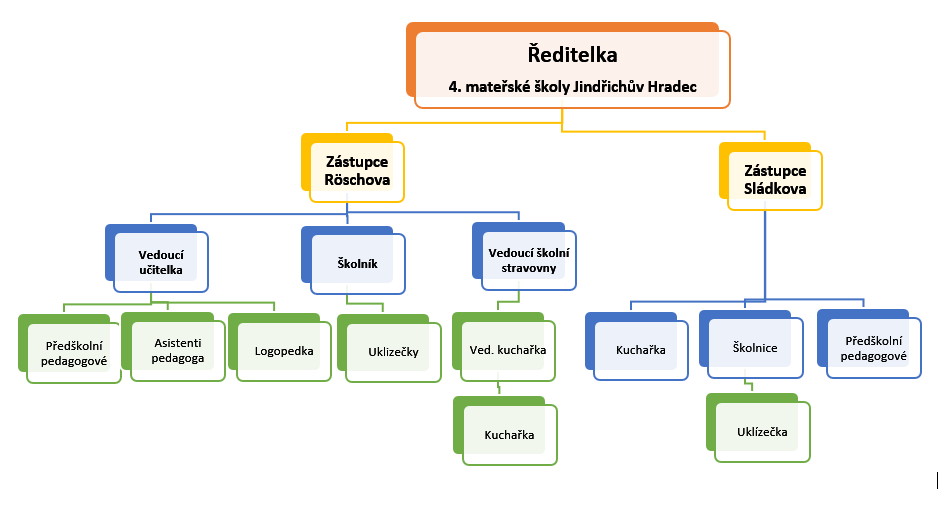 Ředitelka
4. mateřské školy Jindřichův Hradec
Zástupce
Röschova
Zástupce
Sládkova
Vedoucí
učitelka
Školník
Vedoucí školní
stravovny
Předškolní
pedagogové
Asistenti
pedagoga
Logopedka
Uklizečky
Ved. kuchařka
Kuchařka
Školnice
Předškolní
pedagogové
Kuchařka
Uklízečka